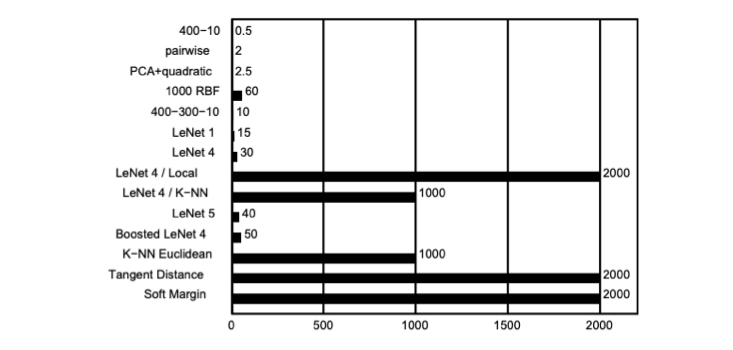 400−10 0.5
pairwise 2
PCA+quadratic 2.5
1000 RBF 60
400−300−10 10
LeNet 1 15
LeNet 4 30
LeNet 4 / Local 2000
LeNet 4 / K−NN 1000
LeNet 5 40
Boosted LeNet 4 50
K−NN Euclidean 1000
Tangent Distance 2000
Soft Margin 2000
0 500 1000 1500 2000